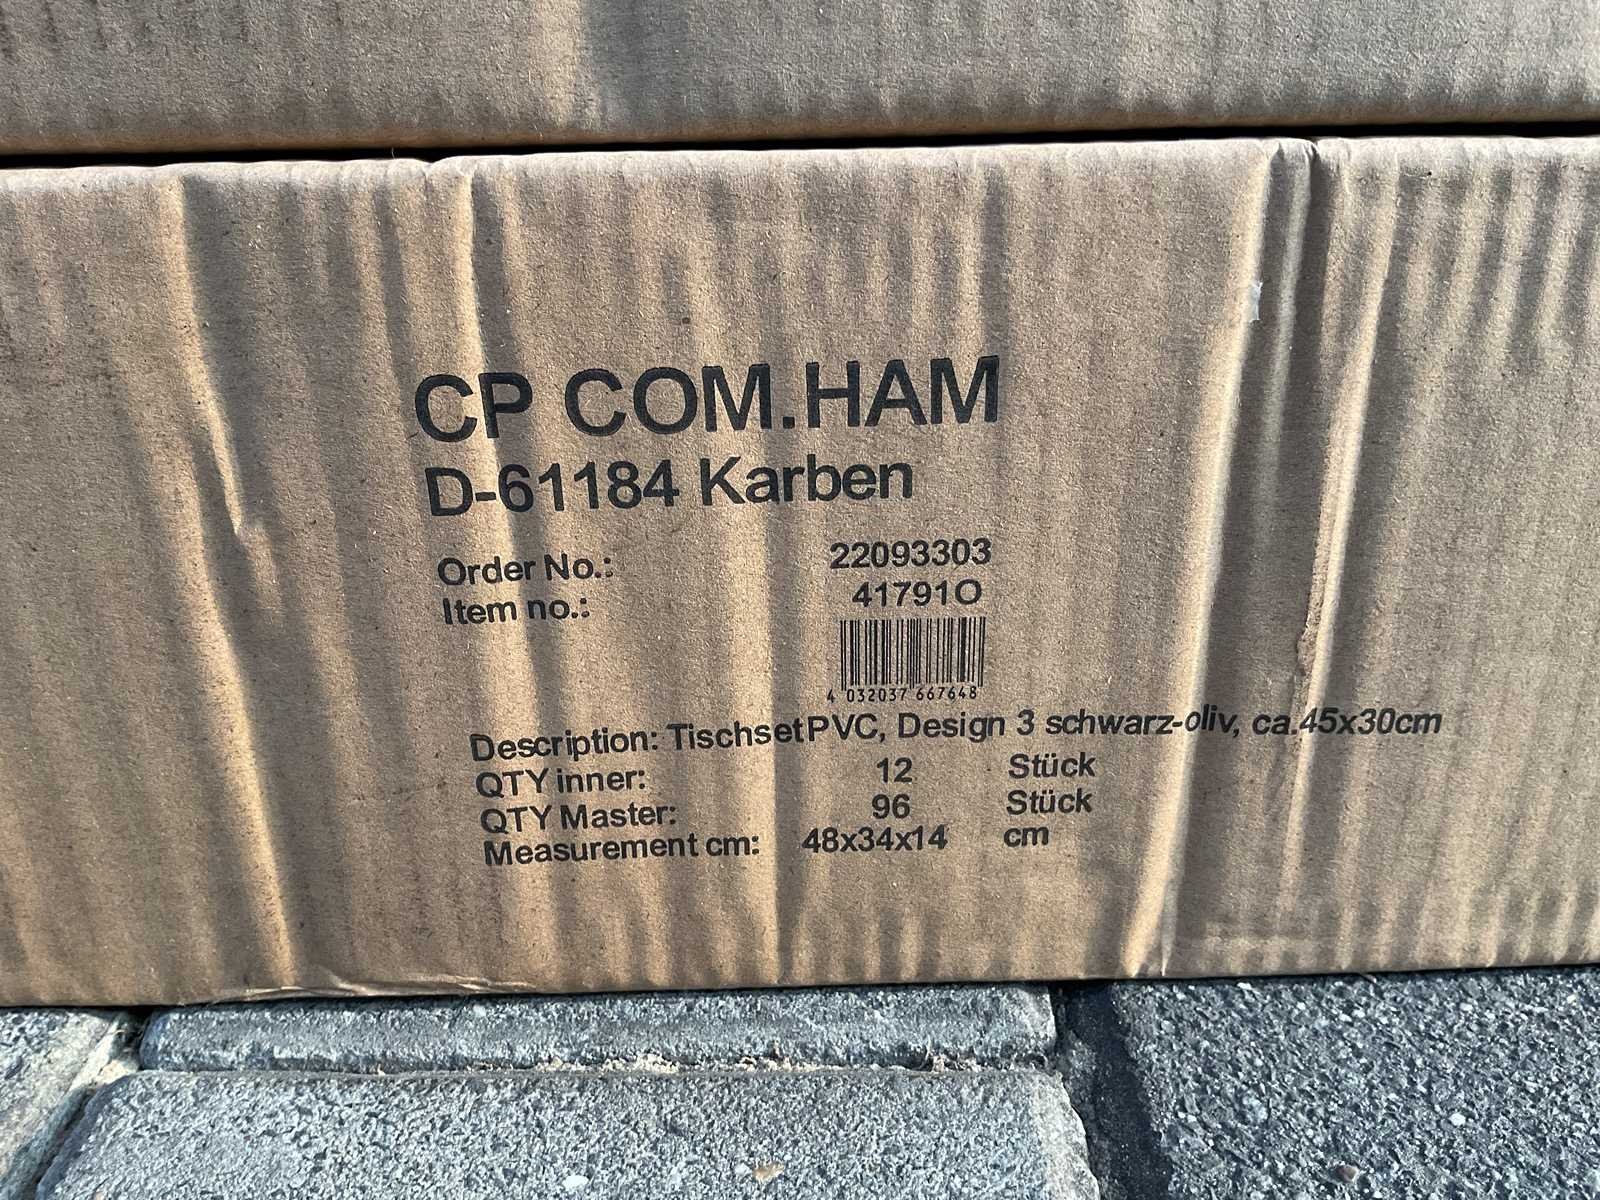 CP COM.HAM
D-61184 Karben
Order No.: 22093303
Item no.: 41791O
4 032037 667648
Description: TischsetPVC, Design 3 schwarz-oliv, ca.45x30cm
QTY inner: 12 Stück
QTY Master: 96 Stück
Measurement cm: 48x34x14 cm